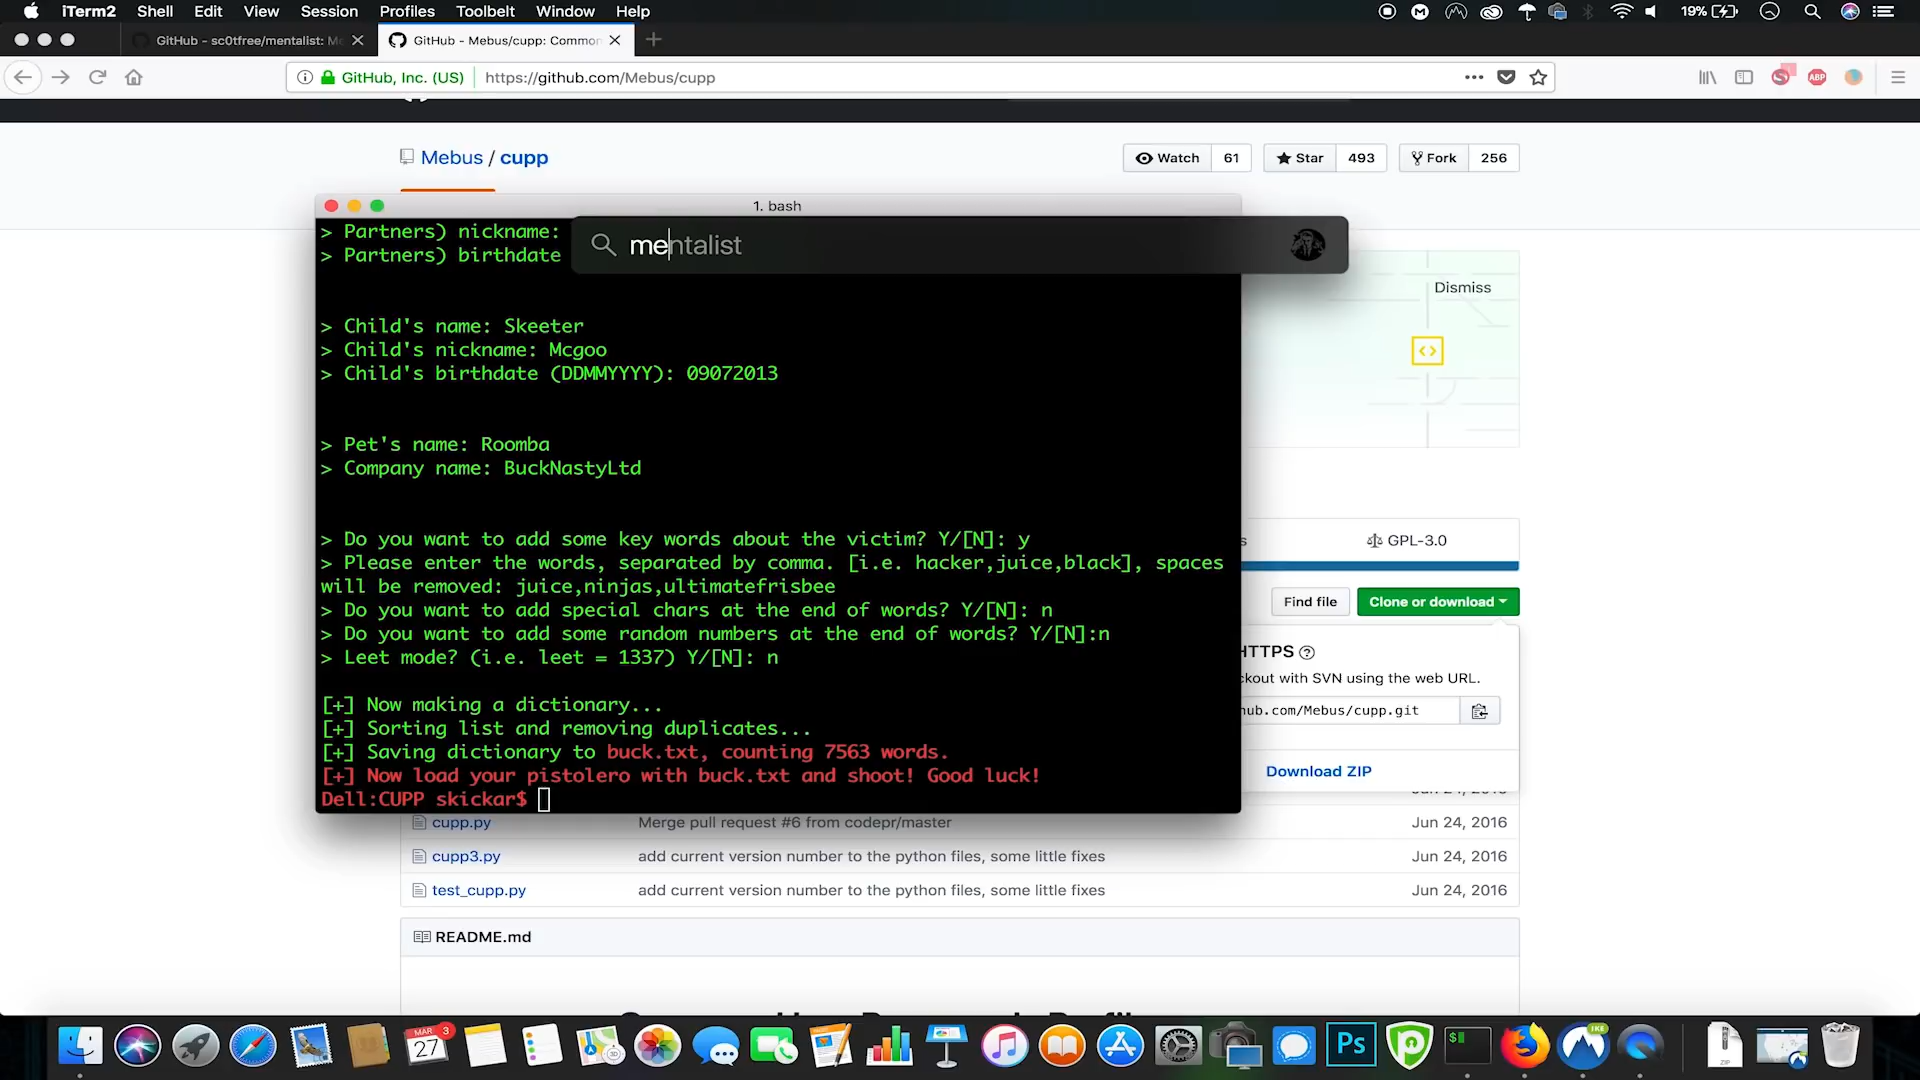 iTerm2 Shell Edit View Session Profiles Toolbelt Window Help 19%
GitHub - sc0tfree/mentalist: M
GitHub - Mebus/cupp: Common
GitHub, Inc. (US) https://github.com/Mebus/cupp
Mebus / cupp
Watch 61 Star 493 Fork 256
1. bash
mentalist
> Partners) nickname:
> Partners) birthdate
Dismiss
> Child's name: Skeeter
> Child's nickname: Mcgoo
> Child's birthdate (DDMMYYYY): 09072013
> Pet's name: Roomba
> Company name: BuckNastyLtd
> Do you want to add some key words about the victim? Y/[N]: y
> Please enter the words, separated by comma. [i.e. hacker,juice,black], spaces
will be removed: juice,ninjas,ultimatefrisbee
> Do you want to add special chars at the end of words? Y/[N]: n
> Do you want to add some random numbers at the end of words? Y/[N]:n
> Leet mode? (i.e. leet = 1337) Y/[N]: n
[+] Now making a dictionary...
[+] Sorting list and removing duplicates...
[+] Saving dictionary to buck.txt, counting 7563 words.
[+] Now load your pistolero with buck.txt and shoot! Good luck!
Dell:CUPP skickar$
s GPL-3.0
Find file Clone or download
HTTPS
ckout with SVN using the web URL.
hub.com/Mebus/cupp.git
Download ZIP
Jun 24, 2016
cupp.py Merge pull request #6 from codepr/master Jun 24, 2016
cupp3.py add current version number to the python files, some little fixes Jun 24, 2016
test_cupp.py add current version number to the python files, some little fixes Jun 24, 2016
README.md
MAR 3
27
Ps
ZIP